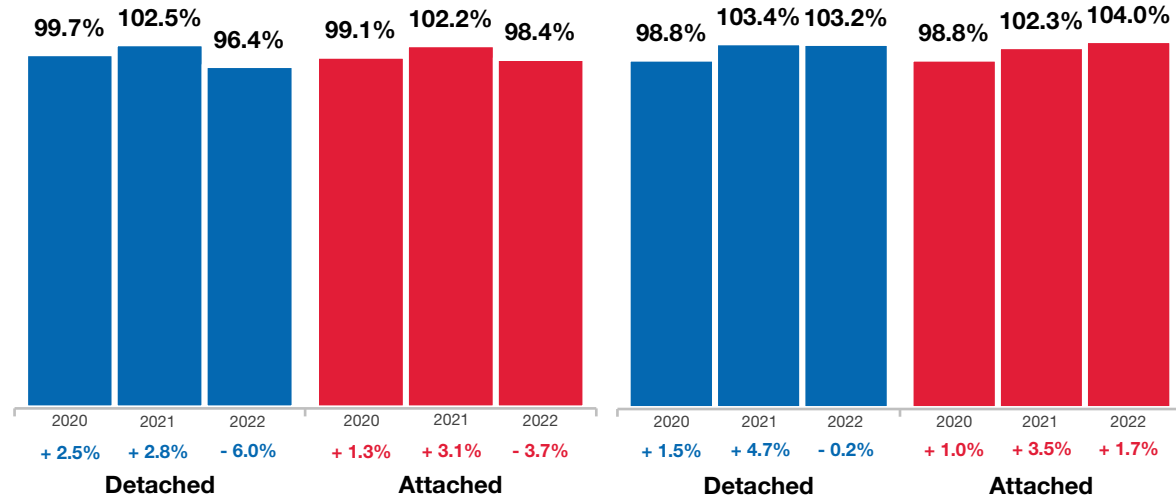 99.7% 102.5% 96.4% 99.1% 102.2% 98.4% 98.8% 103.4% 103.2% 98.8% 102.3% 104.0%
2020 2021 2022 2020 2021 2022 2020 2021 2022 2020 2021 2022
+ 2.5% + 2.8% - 6.0% + 1.3% + 3.1% - 3.7% + 1.5% + 4.7% - 0.2% + 1.0% + 3.5% + 1.7%
Detached Attached Detached Attached